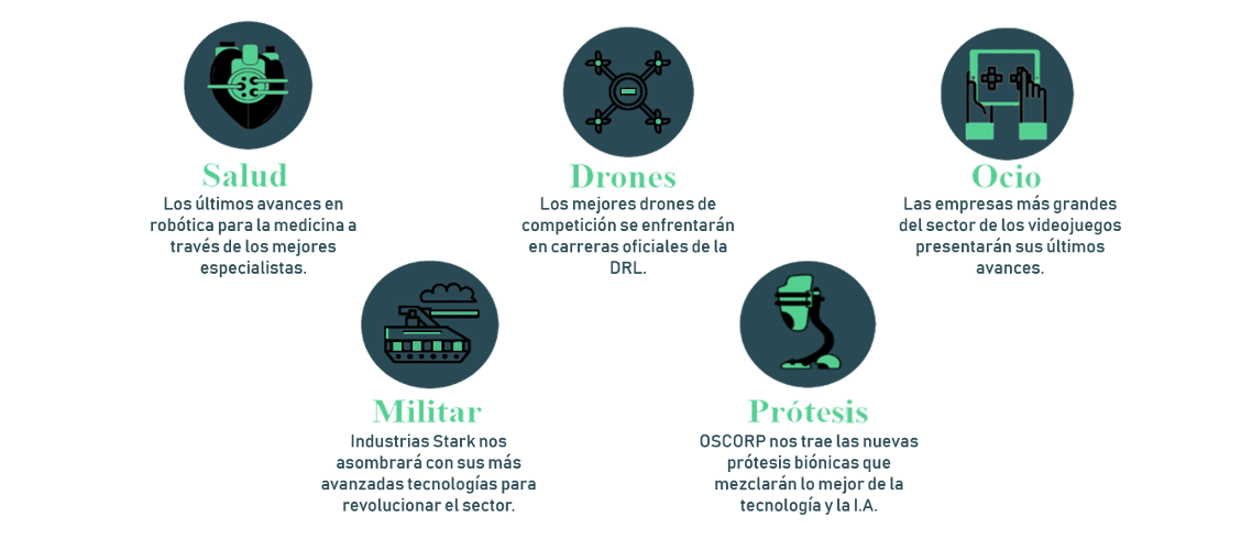 Salud
Los últimos avances en
robótica para la medicina a
través de los mejores
especialistas.
Drones
Los mejores drones de
competición se enfrentarán
en carreras oficiales de la
DRL.
Ocio
Las empresas más grandes
del sector de los videojuegos
presentarán sus últimos
avances.
Militar
Industrias Stark nos
asombrará con sus más
avanzadas tecnologías para
revolucionar el sector.
Prótesis
OSCORP nos trae las nuevas
prótesis biónicas que
mezclarán lo mejor de la
tecnología y la I.A.